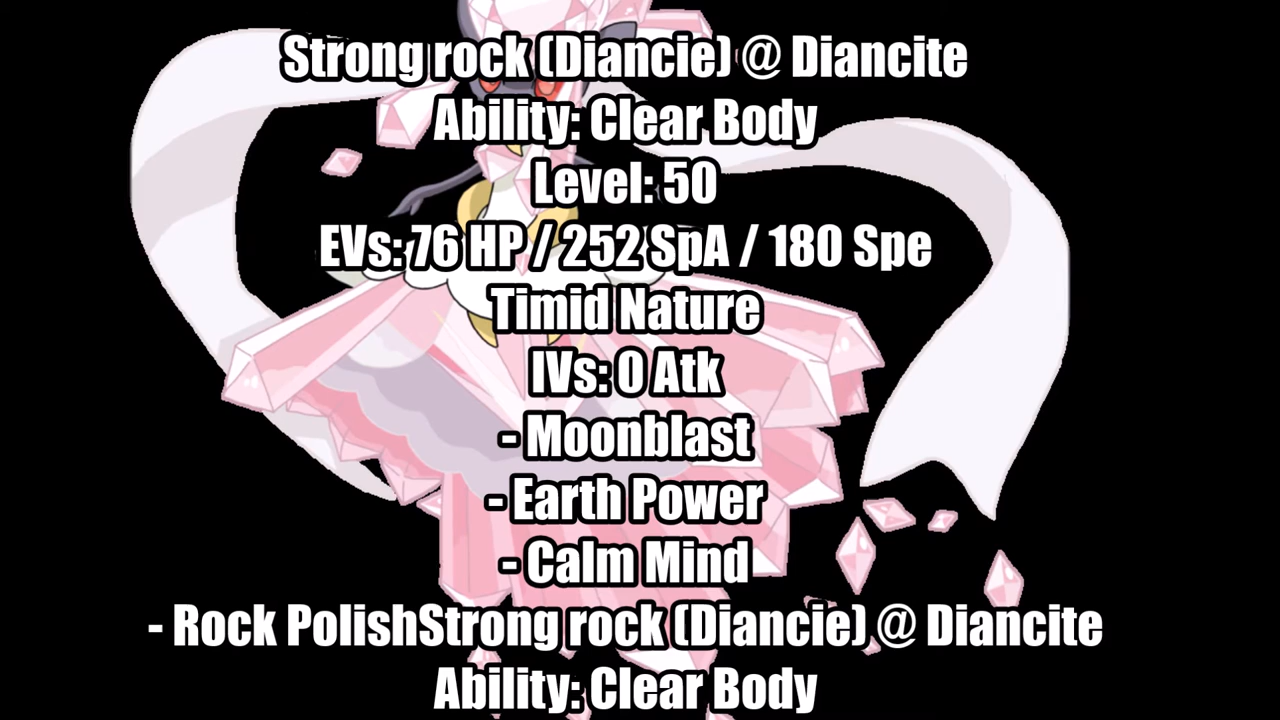 Strong rock (Diancie) @ Diancite
Ability: Clear Body
Level: 50
EVs: 76 HP / 252 SpA / 180 Spe
Timid Nature
IVs: 0 Atk
- Moonblast
- Earth Power
- Calm Mind
- Rock PolishStrong rock (Diancie) @ Diancite
Ability: Clear Body